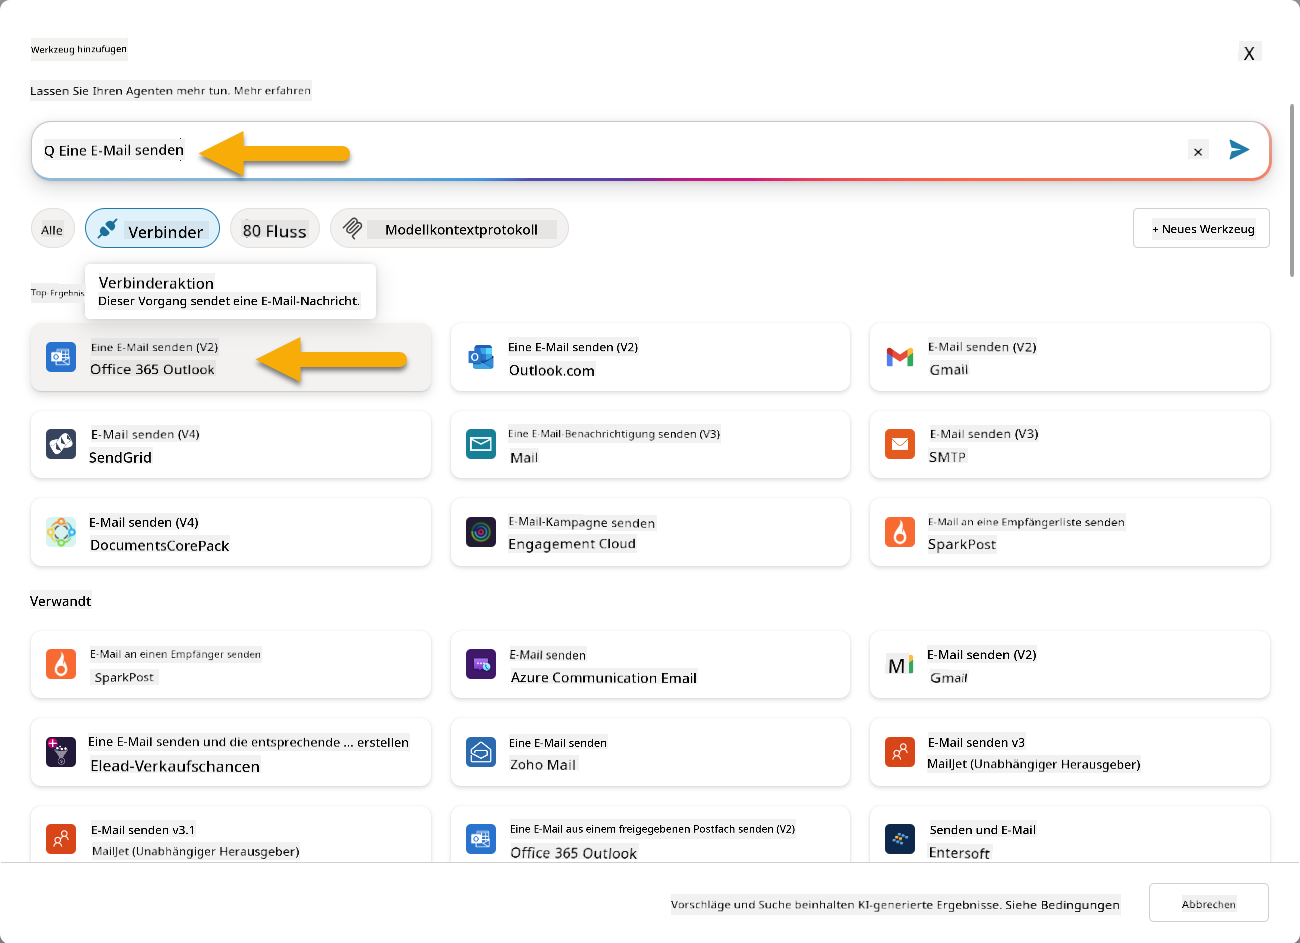 Werkzeug hinzufügen
X
Lassen Sie Ihren Agenten mehr tun. Mehr erfahren
Q Eine E-Mail senden
×
Alle
Verbinder
80 Fluss
Modellkontextprotokoll
+ Neues Werkzeug
Verbinderaktion
Dieser Vorgang sendet eine E-Mail-Nachricht.
Top-Ergebnis
Eine E-Mail senden (V2)
Office 365 Outlook
Eine E-Mail senden (V2)
Outlook.com
E-Mail senden (V2)
Gmail
E-Mail senden (V4)
SendGrid
Eine E-Mail-Benachrichtigung senden (V3)
Mail
E-Mail senden (V3)
SMTP
E-Mail senden (V4)
DocumentsCorePack
E-Mail-Kampagne senden
Engagement Cloud
E-Mail an eine Empfängerliste senden
SparkPost
Verwandt
E-Mail an einen Empfänger senden
SparkPost
E-Mail senden
Azure Communication Email
E-Mail senden (V2)
Gmail
Eine E-Mail senden und die entsprechende ... erstellen
Elead-Verkaufschancen
Eine E-Mail senden
Zoho Mail
E-Mail senden v3
MailJet (Unabhängiger Herausgeber)
E-Mail senden v3.1
MailJet (Unabhängiger Herausgeber)
Eine E-Mail aus einem freigegebenen Postfach senden (V2)
Office 365 Outlook
Senden und E-Mail
Entersoft
Vorschläge und Suche beinhalten KI-generierte Ergebnisse. Siehe Bedingungen
Abbrechen